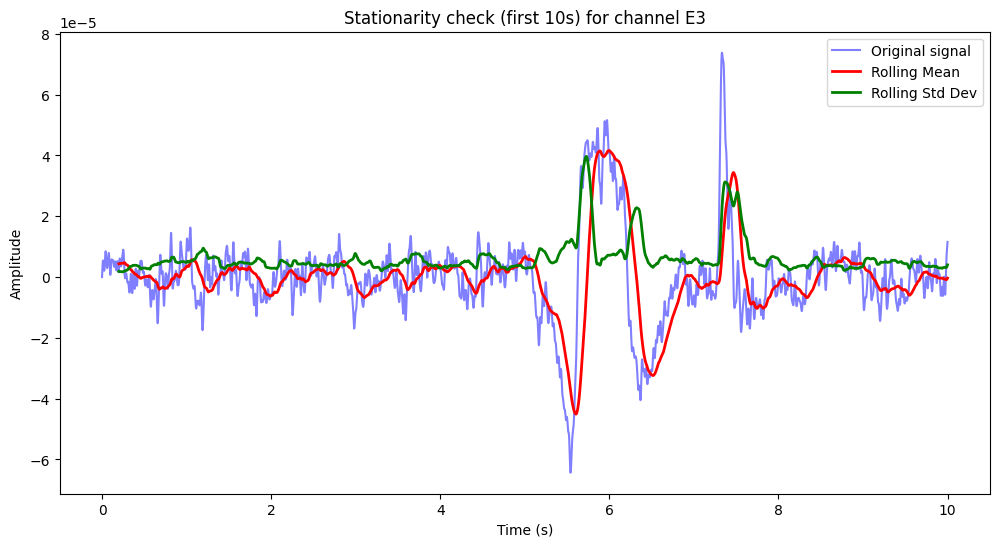 Stationarity check (first 10s) for channel E3
1e−5
Original signal
Rolling Mean
Rolling Std Dev
8
6
4
2
0
−2
−4
−6
Amplitude
0 2 4 6 8 10
Time (s)